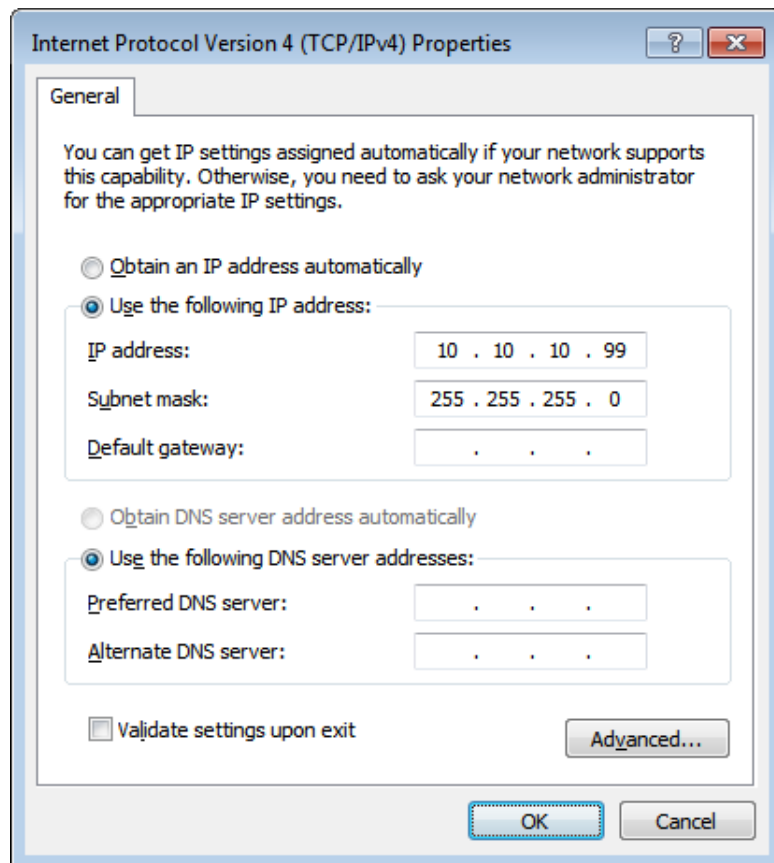 Internet Protocol Version 4 (TCP/IPv4) Properties
?
General
You can get IP settings assigned automatically if your network supports
this capability. Otherwise, you need to ask your network administrator
for the appropriate IP settings.
Obtain an IP address automatically
Use the following IP address:
IP address: 10 . 10 . 10 . 99
Subnet mask: 255 . 255 . 255 . 0
Default gateway: . . .
Obtain DNS server address automatically
Use the following DNS server addresses:
Preferred DNS server: . . .
Alternate DNS server: . . .
Validate settings upon exit
Advanced...
OK Cancel